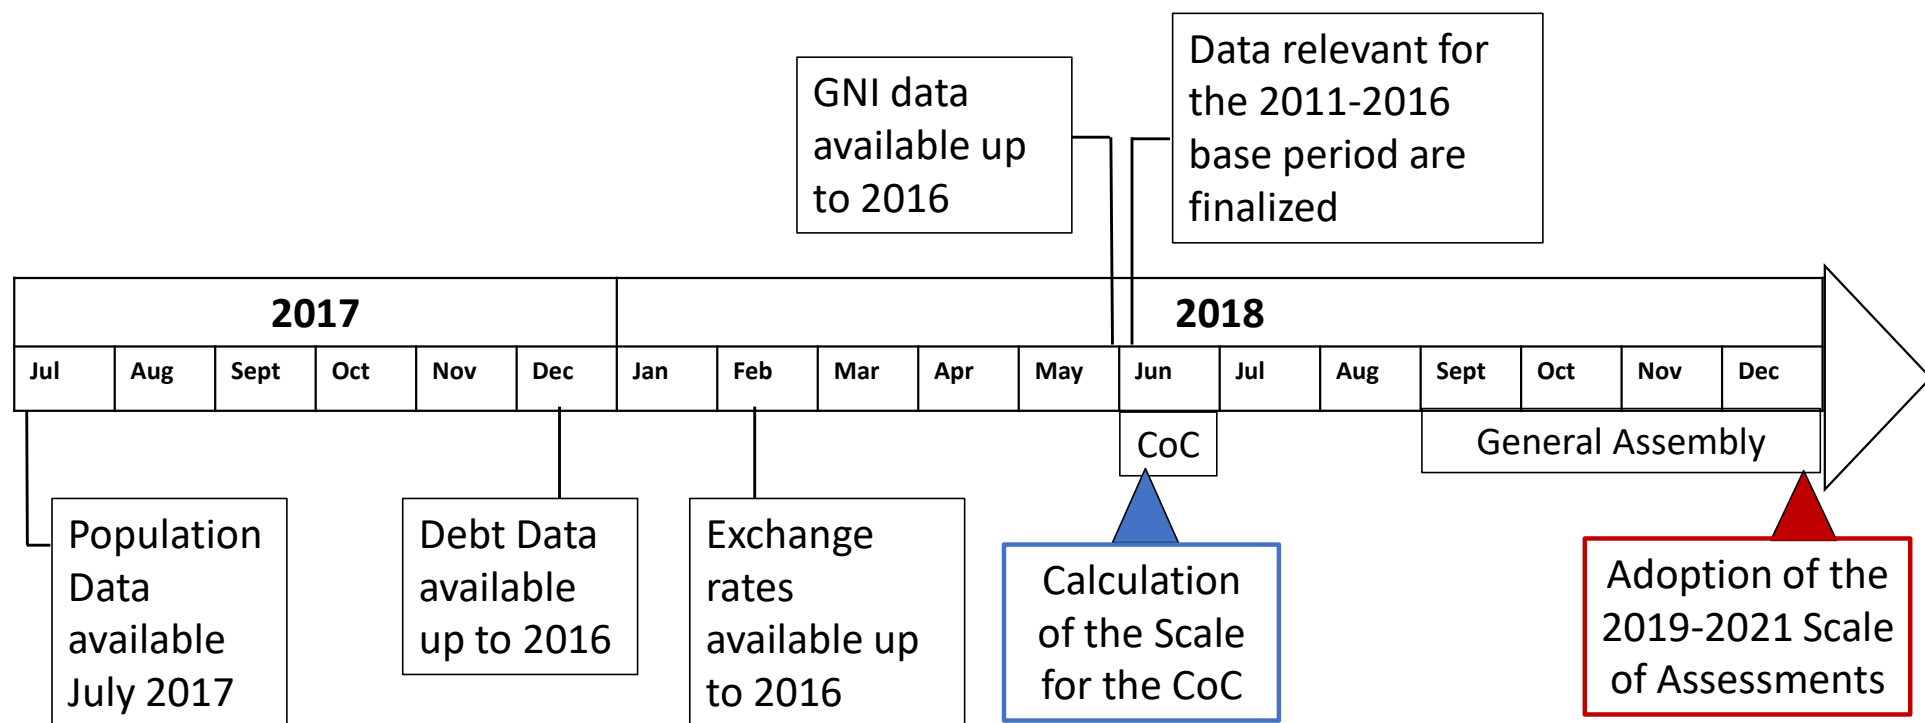 GNI data
available up
to 2016
Data relevant for
the 2011-2016
base period are
finalized
2017
2018
Jul
Aug
Sept
Oct
Nov
Dec
Jan
Feb
Mar
Apr
May
Jun
Jul
Aug
Sept
Oct
Nov
Dec
CoC
General Assembly
Population
Data
available
July 2017
Debt Data
available
up to 2016
Exchange
rates
available up
to 2016
Calculation
of the Scale
for the CoC
Adoption of the
2019-2021 Scale
of Assessments